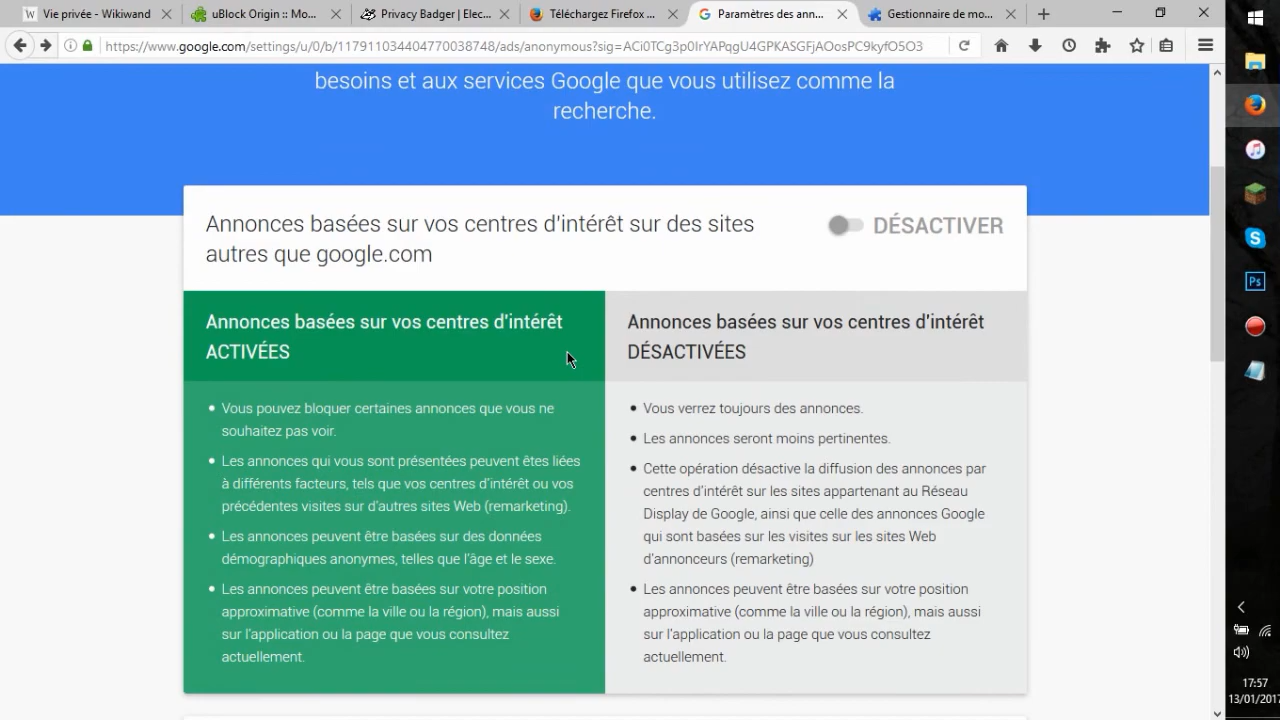 Vie privée - Wikiwand
uBlock Origin :: Mo...
Privacy Badger | Elec...
Téléchargez Firefox ...
Paramètres des ann...
Gestionnaire de mo...
https://www.google.com/settings/u/0/b/117911034404770038748/ads/anonymous?sig=ACi0TCg3p0IrYAPqgU4GPKASGFjAOosPC9kyfO5O3
besoins et aux services Google que vous utilisez comme la
recherche.
Annonces basées sur vos centres d'intérêt sur des sites
autres que google.com
DÉSACTIVER
Annonces basées sur vos centres d'intérêt
ACTIVÉES
Vous pouvez bloquer certaines annonces que vous ne
souhaitez pas voir.
Les annonces qui vous sont présentées peuvent êtes liées
à différents facteurs, tels que vos centres d'intérêt ou vos
précédentes visites sur d'autres sites Web (remarketing).
Les annonces peuvent être basées sur des données
démographiques anonymes, telles que l'âge et le sexe.
Les annonces peuvent être basées sur votre position
approximative (comme la ville ou la région), mais aussi
sur l'application ou la page que vous consultez
actuellement.
Annonces basées sur vos centres d'intérêt
DÉSACTIVÉES
Vous verrez toujours des annonces.
Les annonces seront moins pertinentes.
Cette opération désactive la diffusion des annonces par
centres d'intérêt sur les sites appartenant au Réseau
Display de Google, ainsi que celle des annonces Google
qui sont basées sur les visites sur les sites Web
d'annonceurs (remarketing)
Les annonces peuvent être basées sur votre position
approximative (comme la ville ou la région), mais aussi
sur l'application ou la page que vous consultez
actuellement.
Ps
17:57
13/01/2017